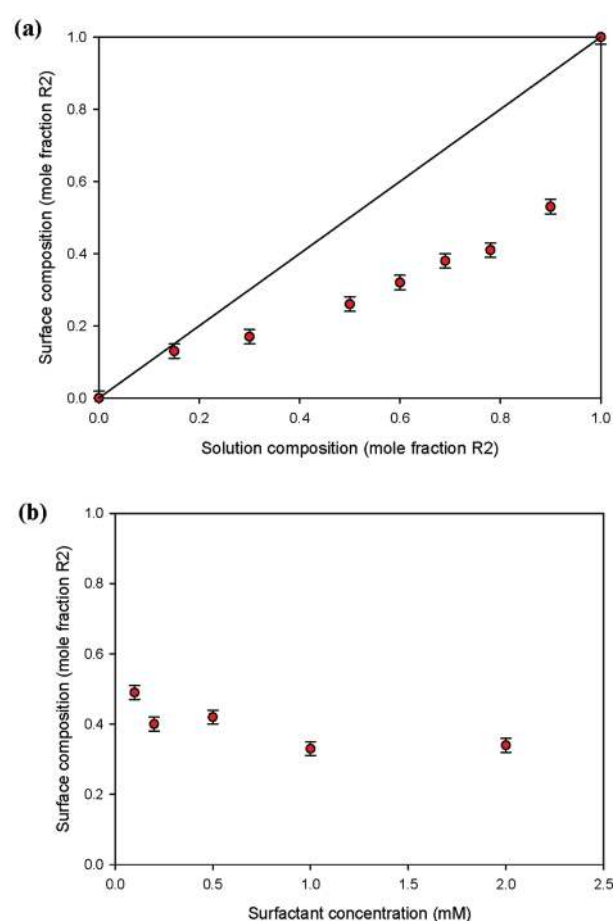 (a)
1.0
0.8
0.6
0.4
0.2
0.0
Surface composition (mole fraction R2)
0.0 0.2 0.4 0.6 0.8 1.0
Solution composition (mole fraction R2)
(b)
1.0
0.8
0.6
0.4
0.2
0.0
Surface composition (mole fraction R2)
0.0 0.5 1.0 1.5 2.0 2.5
Surfactant concentration (mM)